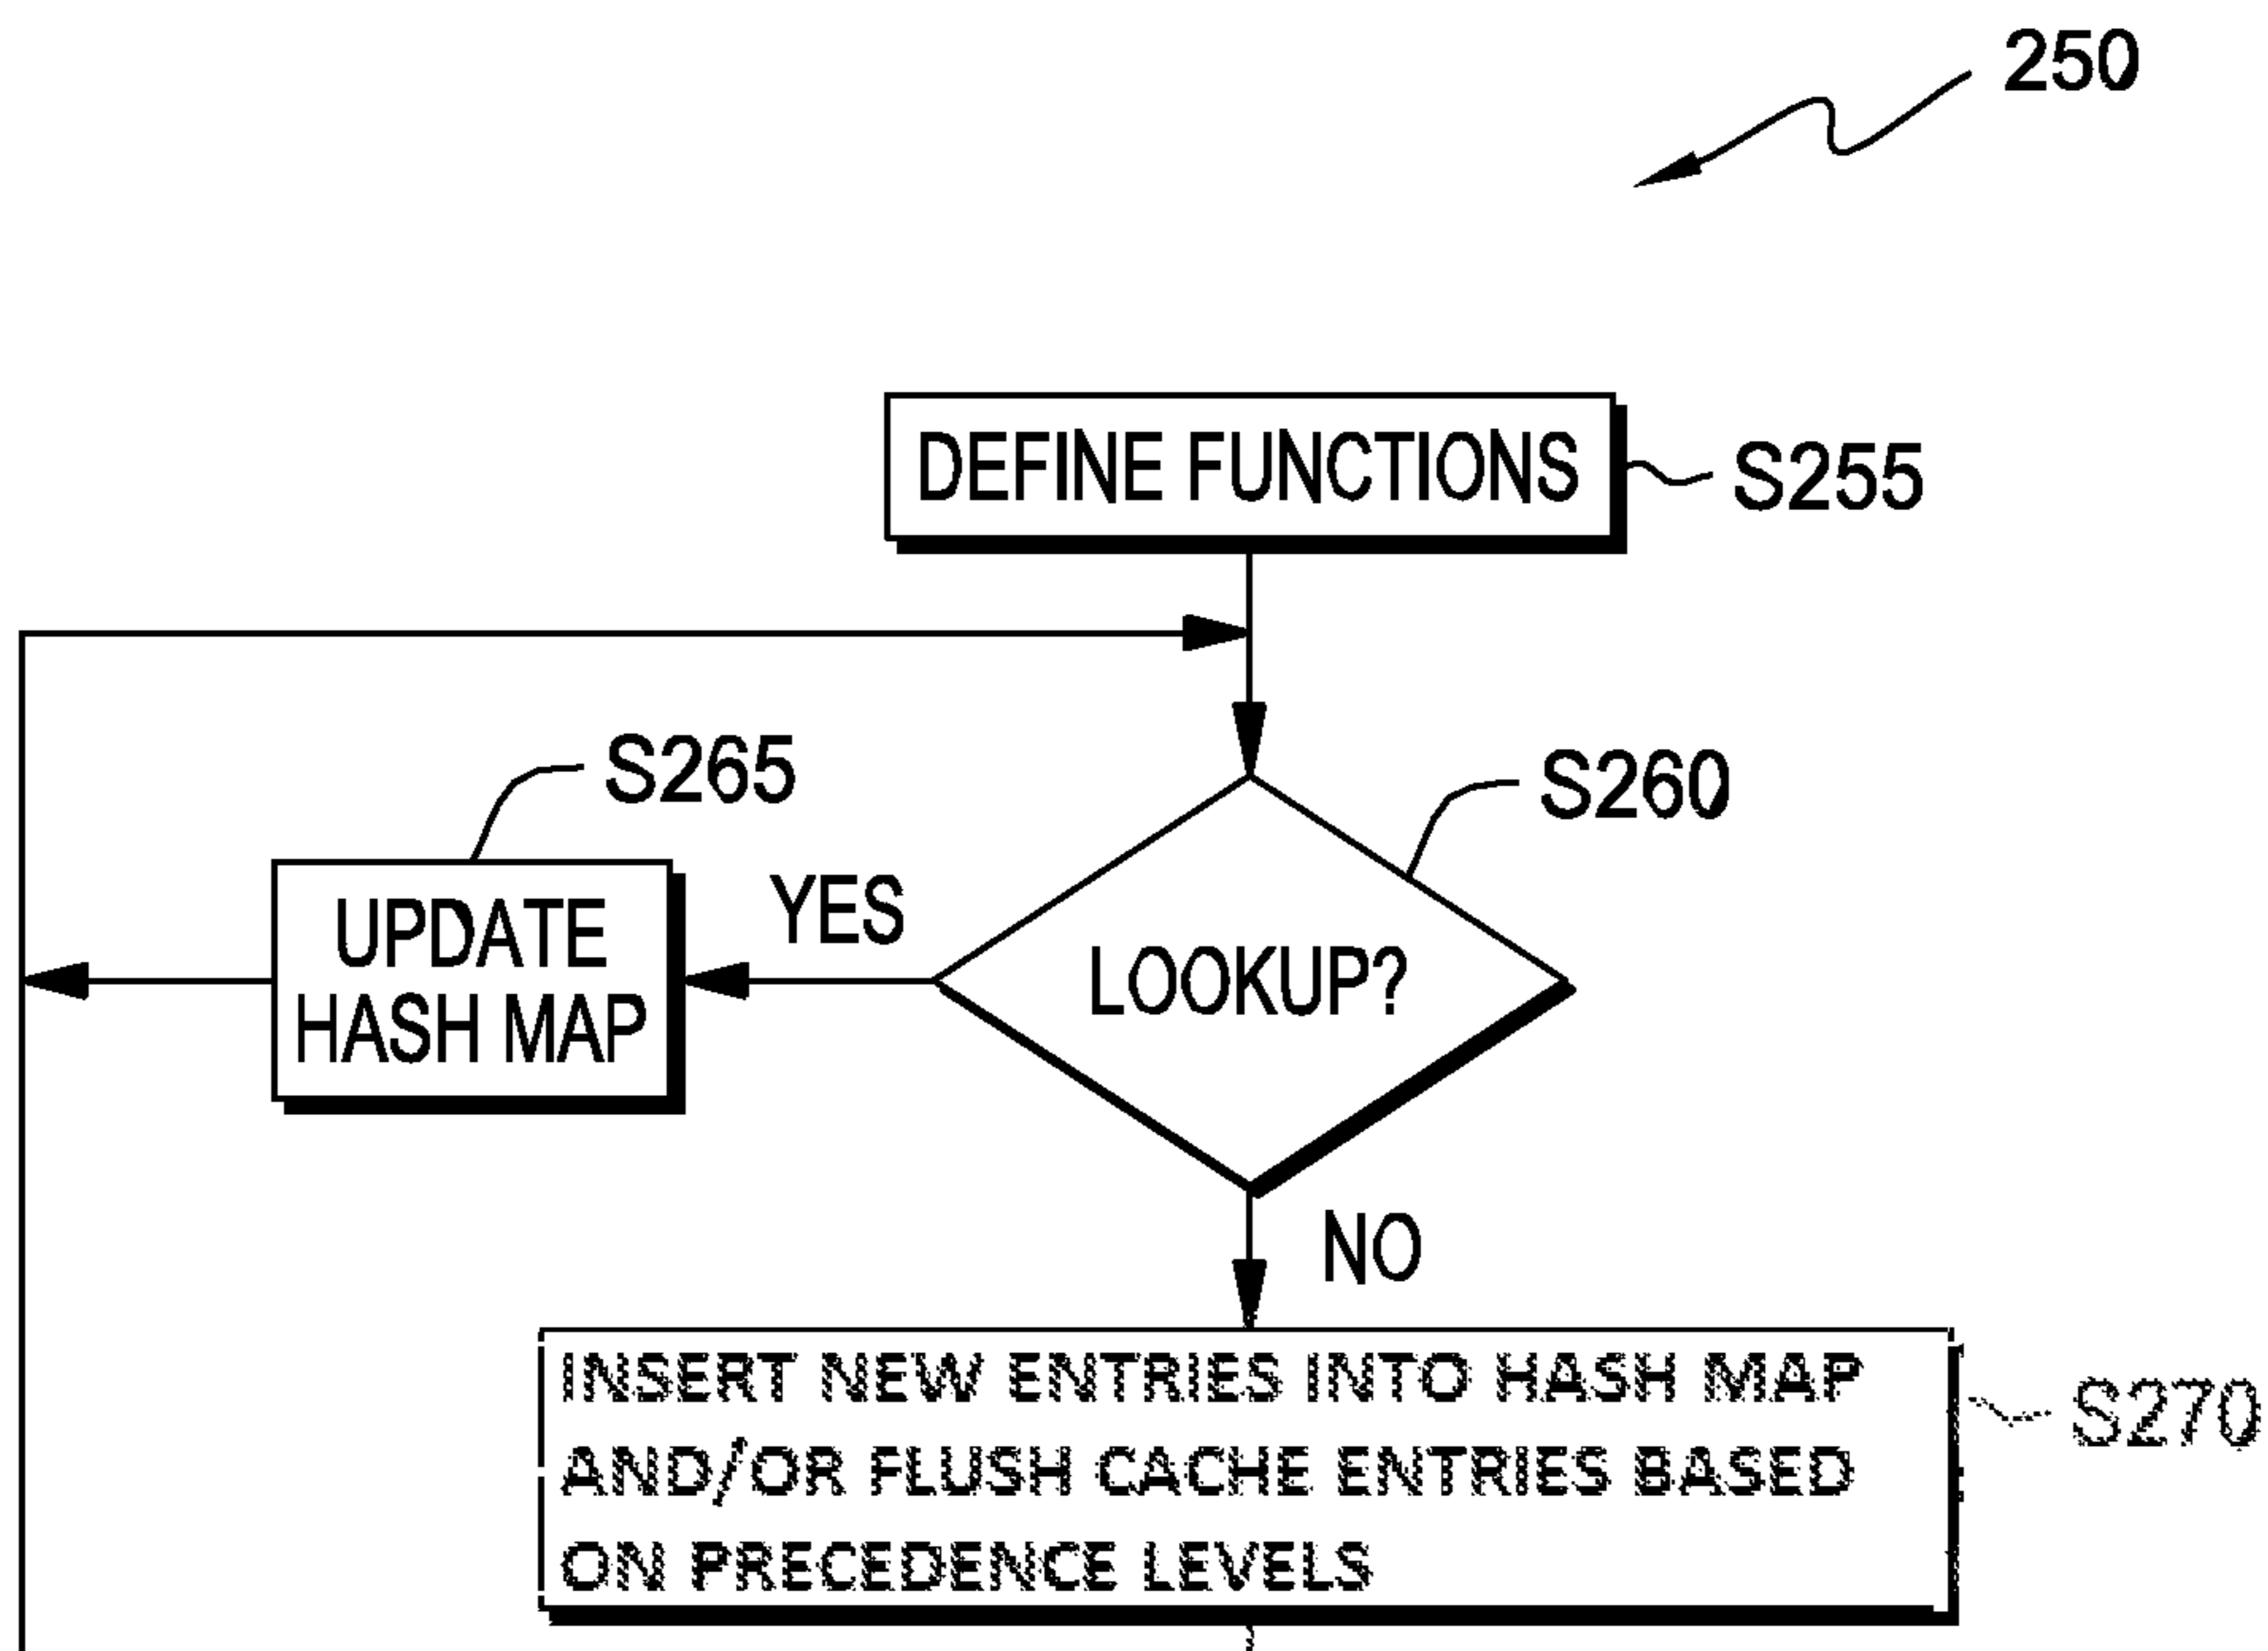 250
DEFINE FUNCTIONS
S255
S265
S260
UPDATE
HASH MAP
YES
LOOKUP?
NO
INSERT NEW ENTRIES INTO HASH MAP
AND/OR FLUSH CACHE ENTRIES BASED
ON PRECEDENCE LEVELS
S270